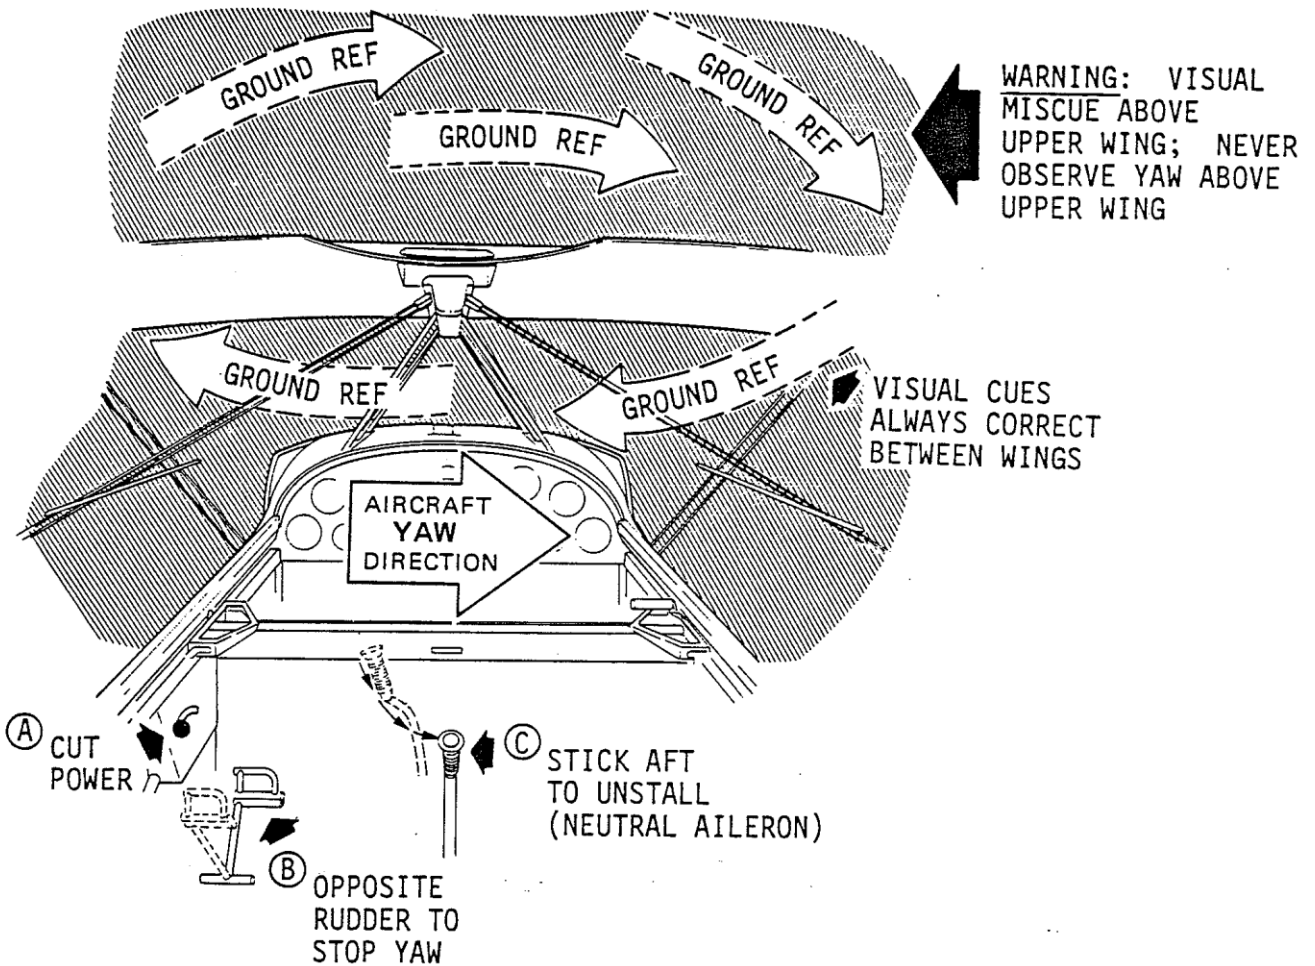 GROUND REF
GROUND REF
GROUND REF
WARNING: VISUAL
MISCUE ABOVE
UPPER WING; NEVER
OBSERVE YAW ABOVE
UPPER WING
GROUND REF
GROUND REF
VISUAL CUES
ALWAYS CORRECT
BETWEEN WINGS
AIRCRAFT
YAW
DIRECTION
A CUT
POWER
B OPPOSITE
RUDDER TO
STOP YAW
C STICK AFT
TO UNSTALL
(NEUTRAL AILERON)